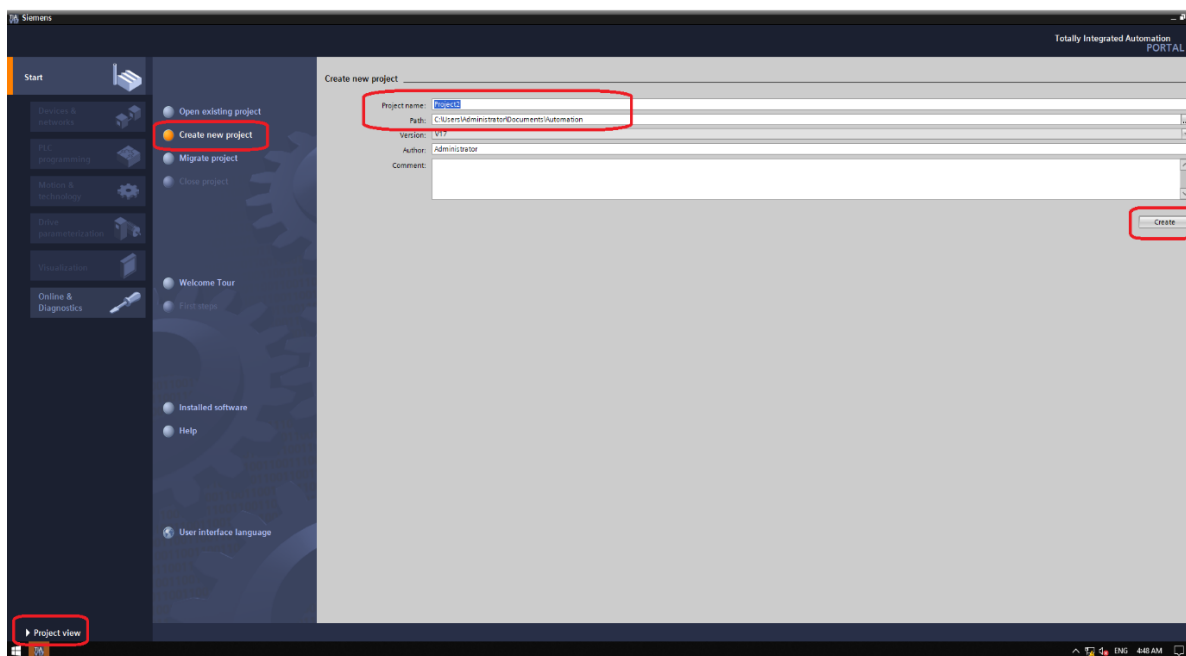 Siemens
Totally Integrated Automation
PORTAL
Start
Devices &
networks
PLC
programming
Motion &
technology
Drive
parameterization
Visualization
Online &
Diagnostics
Open existing project
Create new project
Migrate project
Close project
Welcome Tour
First steps
Installed software
Help
User interface language
Create new project
Project name: Project2
Path: C:\Users\Administrator\Documents\Automation
Version: V17
Author: Administrator
Comment:
Create
Project view
ENG 4:48 AM